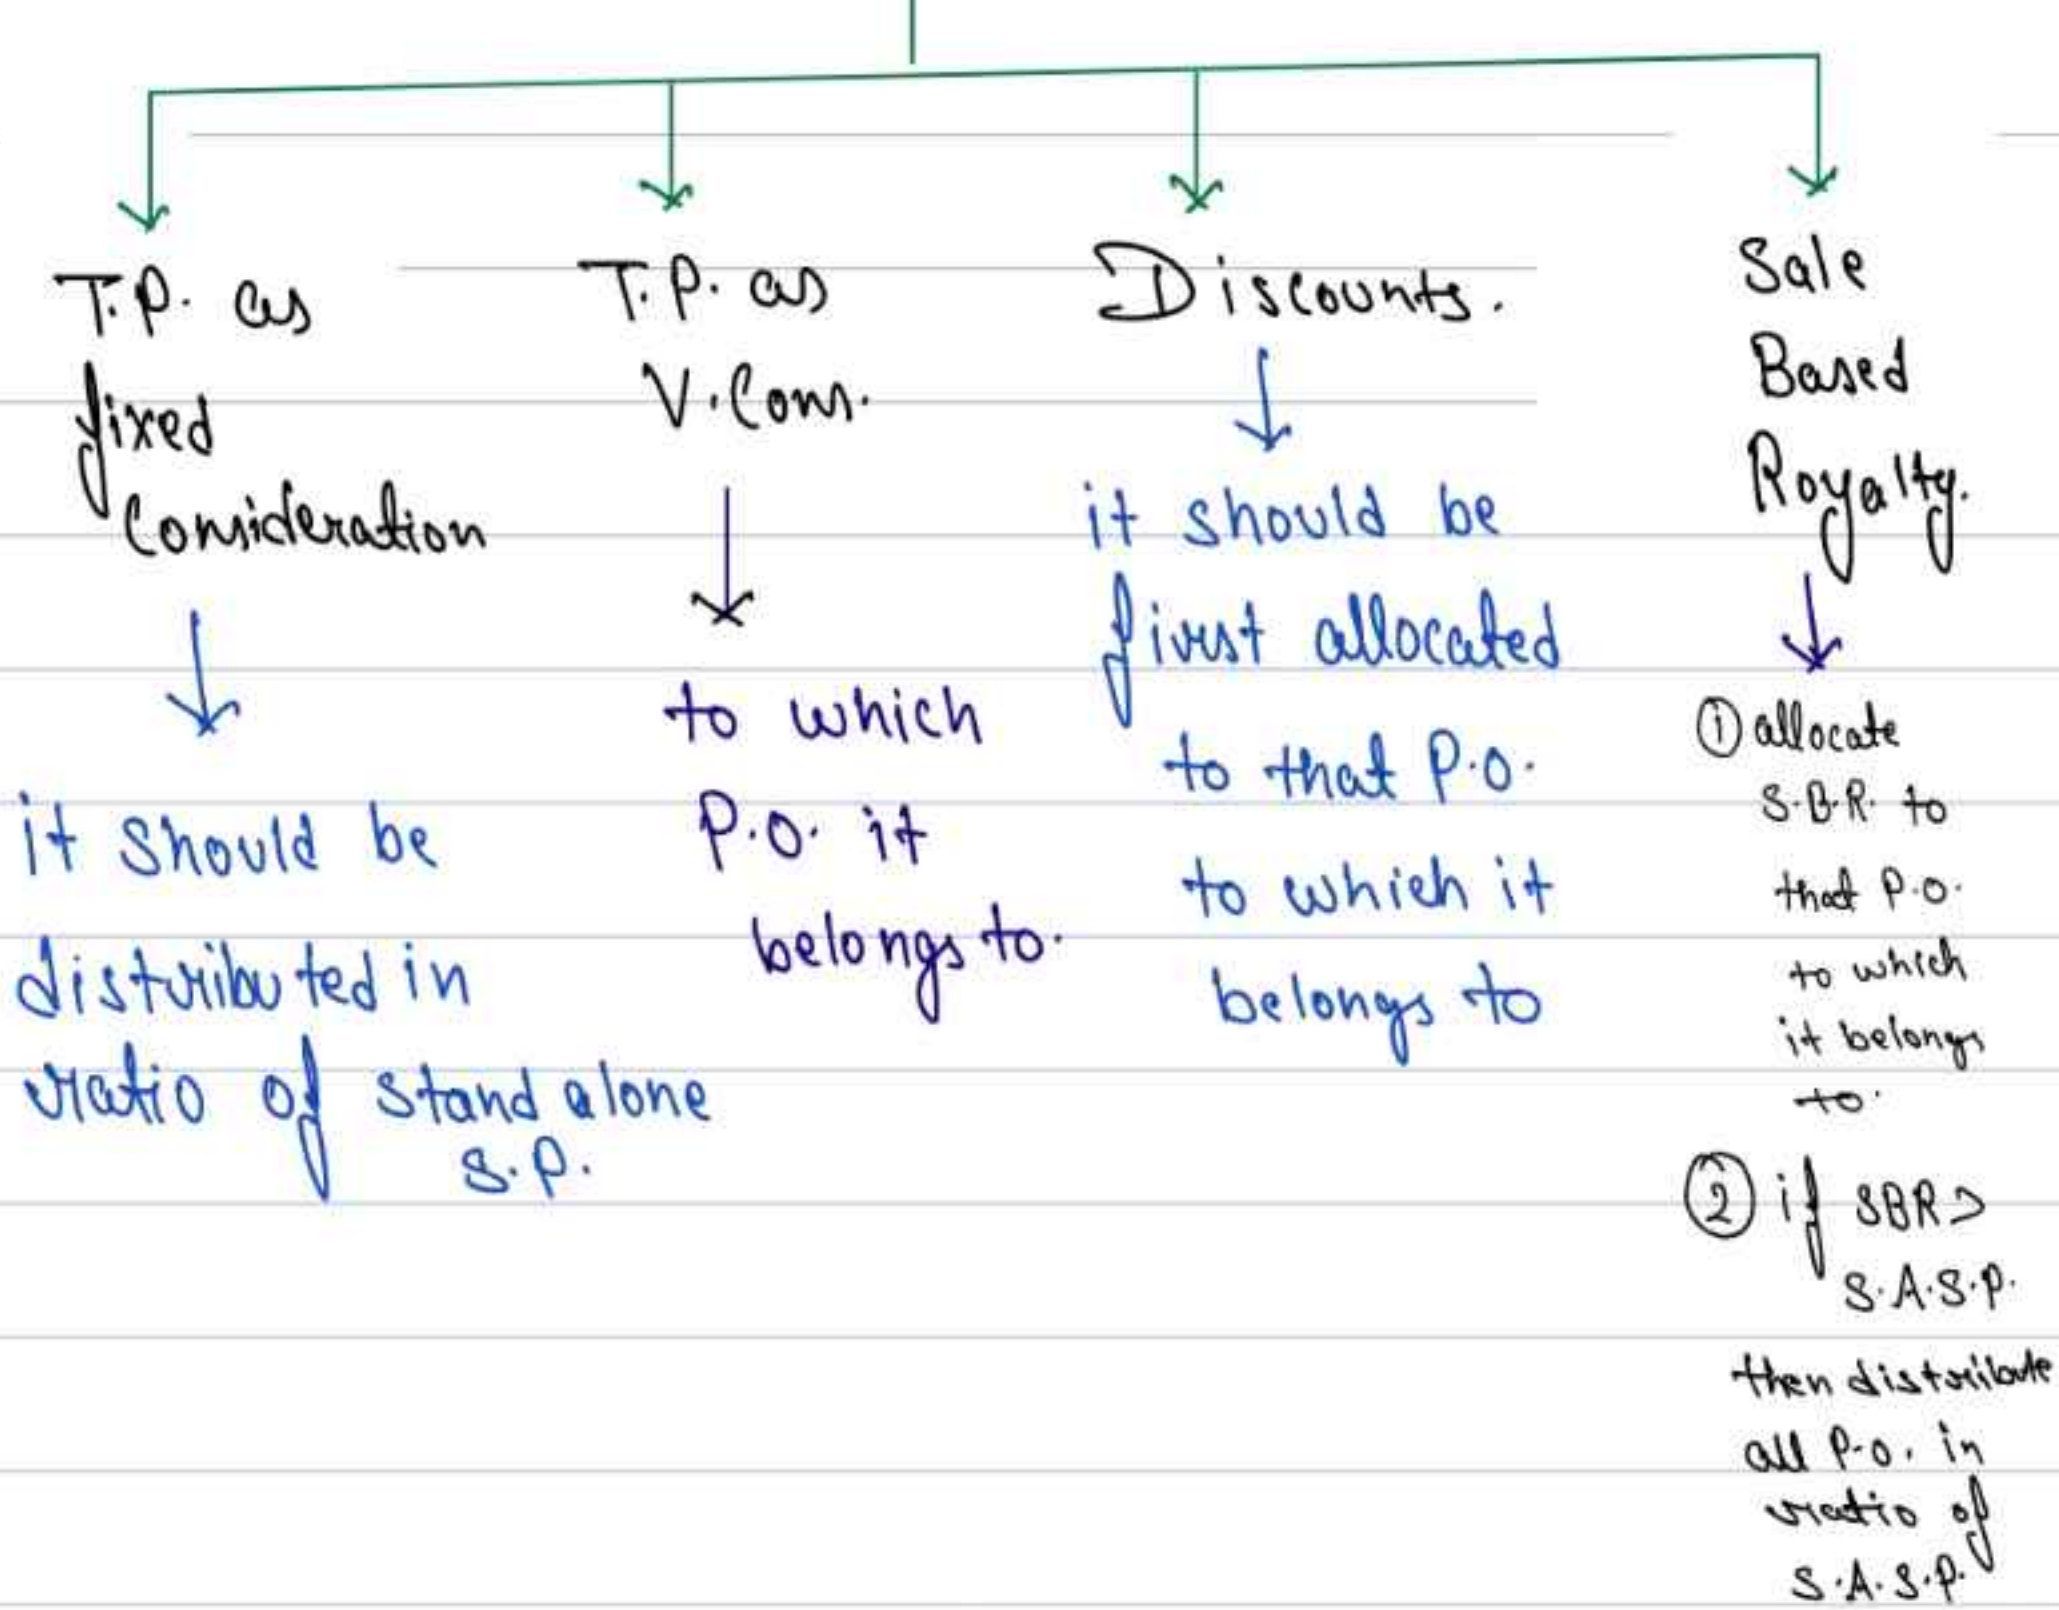 T.P. as
fixed
Consideration
it should be
distributed in
ratio of stand alone
S.P.
T.P. as
V.Com.
to which
P.O. it
belongs to.
Discounts.
it should be
first allocated
to that P.O.
to which it
belongs to
Sale
Based
Royalty.
① allocate
S.B.R. to
that P.O.
to which
it belongs
to.
② if SBR>
S.A.S.P.
then distribute
all P.O. in
ratio of
S.A.S.P.